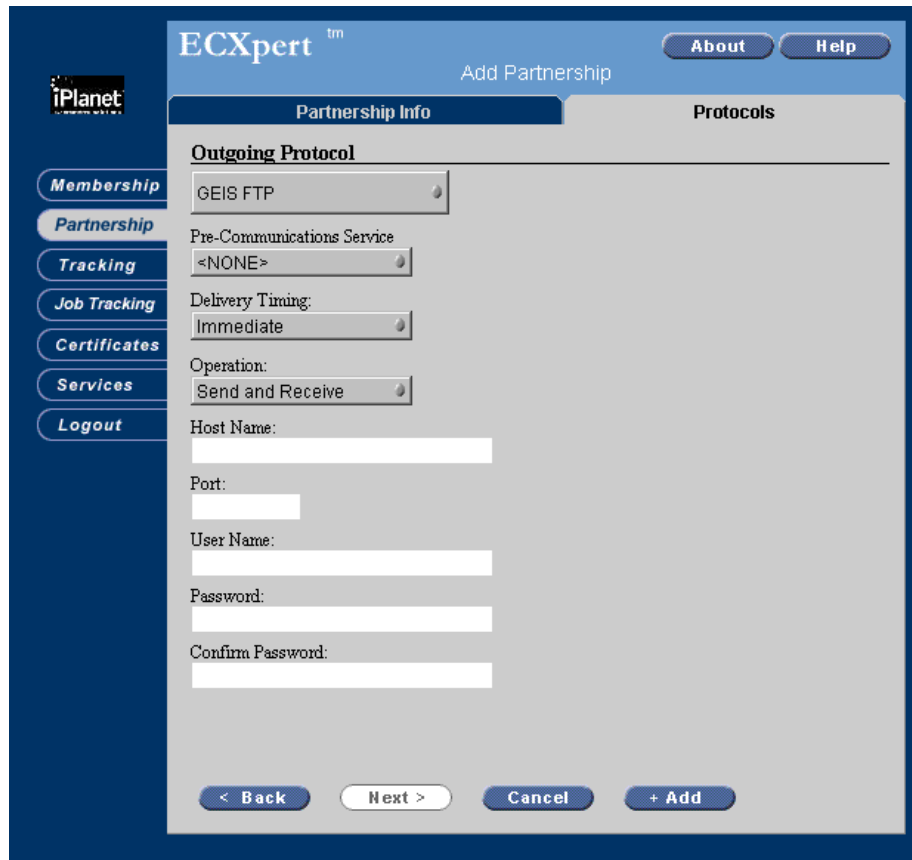 ECXpert tm
About Help
Add Partnership
iPlanet
Partnership Info Protocols
Outgoing Protocol
Membership
GEIS FTP
Partnership
Pre-Communications Service
<NONE>
Tracking
Delivery Timing:
Job Tracking
Immediate
Certificates
Operation:
Services
Send and Receive
Logout
Host Name:
Port:
User Name:
Password:
Confirm Password:
< Back Next > Cancel + Add